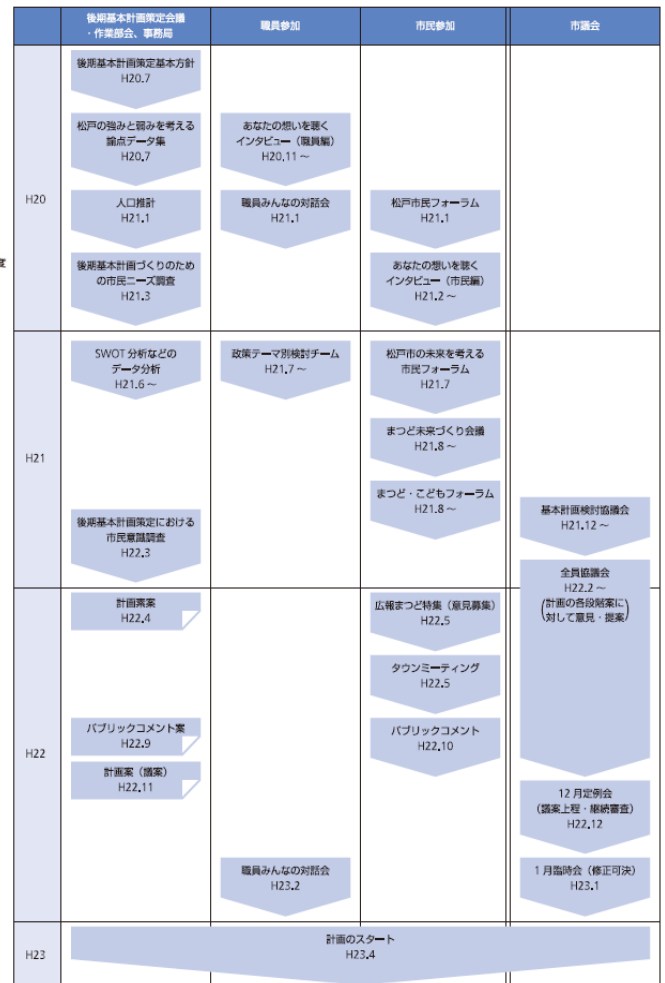 後期基本計画策定会議
・作業部会、事務局
職員参加
市民参加
市議会
度
H20
後期基本計画策定基本方針
H20.7
松戸の強みと弱みを考える
論点データ集
H20.7
あなたの想いを聴く
インタビュー（職員編）
H20.11～
人口推計
H21.1
職員みんなの対話会
H21.1
松戸市民フォーラム
H21.1
後期基本計画づくりのため
の市民ニーズ調査
H21.3
あなたの想いを聴く
インタビュー（市民編）
H21.2～
H21
SWOT 分析などの
データ分析
H21.6～
政策テーマ別検討チーム
H21.7～
松戸市の未来を考える
市民フォーラム
H21.7
まつど未来づくり会議
H21.8～
まつど・こどもフォーラム
H21.8～
後期基本計画策定における
市民意識調査
H22.3
基本計画検討協議会
H21.12～
全員協議会
H22.2～
(計画の各段階案に
対して意見・提案)
H22
計画素案
H22.4
広報まつど特集（意見募集）
H22.5
タウンミーティング
H22.5
パブリックコメント案
H22.9
パブリックコメント
H22.10
計画案（議案）
H22.11
12 月定例会
(議案上程・継続審査)
H22.12
職員みんなの対話会
H23.2
1 月臨時会（修正可決）
H23.1
H23
計画のスタート
H23.4